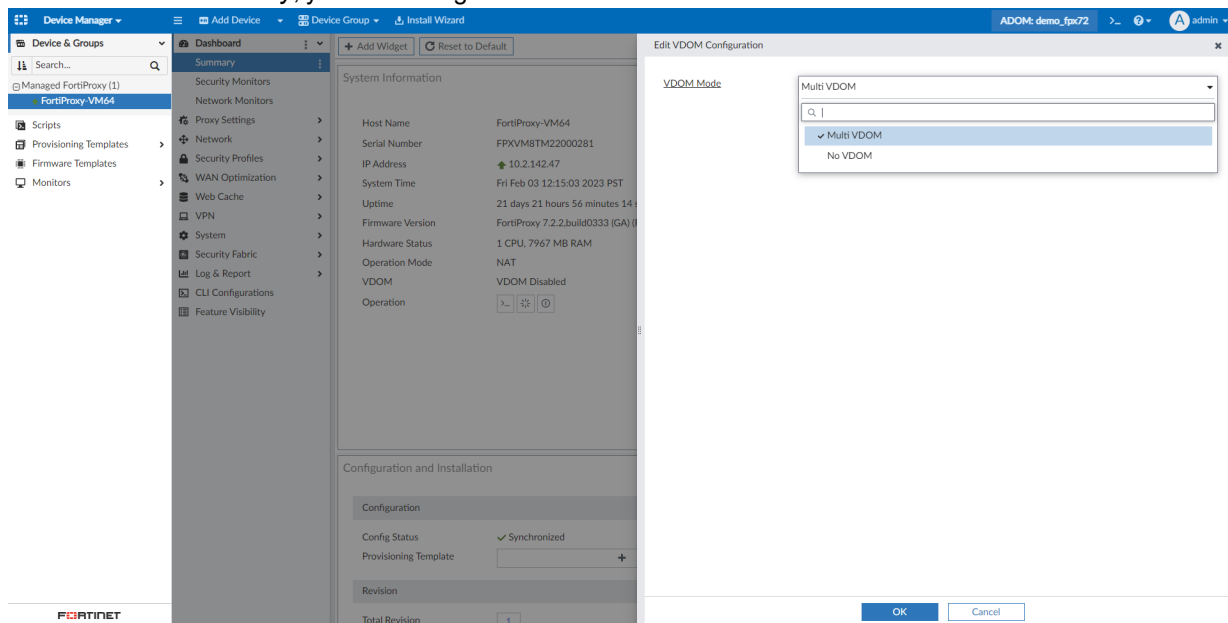 Device Manager
Add Device
Device Group
Install Wizard
ADOM: demo_fpx72
admin
Device & Groups
Search...
Managed FortiProxy (1)
FortiProxy-VM64
Scripts
Provisioning Templates
Firmware Templates
Monitors
FORTINET
Dashboard
Summary
Security Monitors
Network Monitors
Proxy Settings
Network
Security Profiles
WAN Optimization
Web Cache
VPN
System
Security Fabric
Log & Report
CLI Configurations
Feature Visibility
+ Add Widget
Reset to Default
System Information
Host Name FortiProxy-VM64
Serial Number FPXVM8TM22000281
IP Address 10.2.142.47
System Time Fri Feb 03 12:15:03 2023 PST
Uptime 21 days 21 hours 56 minutes 14
Firmware Version FortiProxy 7.2.2,build0333 (GA)
Hardware Status 1 CPU, 7967 MB RAM
Operation Mode NAT
VDOM VDOM Disabled
Operation
Configuration and Installation
Configuration
Config Status Synchronized
Provisioning Template
Revision
Total Revision 1
Edit VDOM Configuration
VDOM Mode
Multi VDOM
Multi VDOM
No VDOM
OK
Cancel